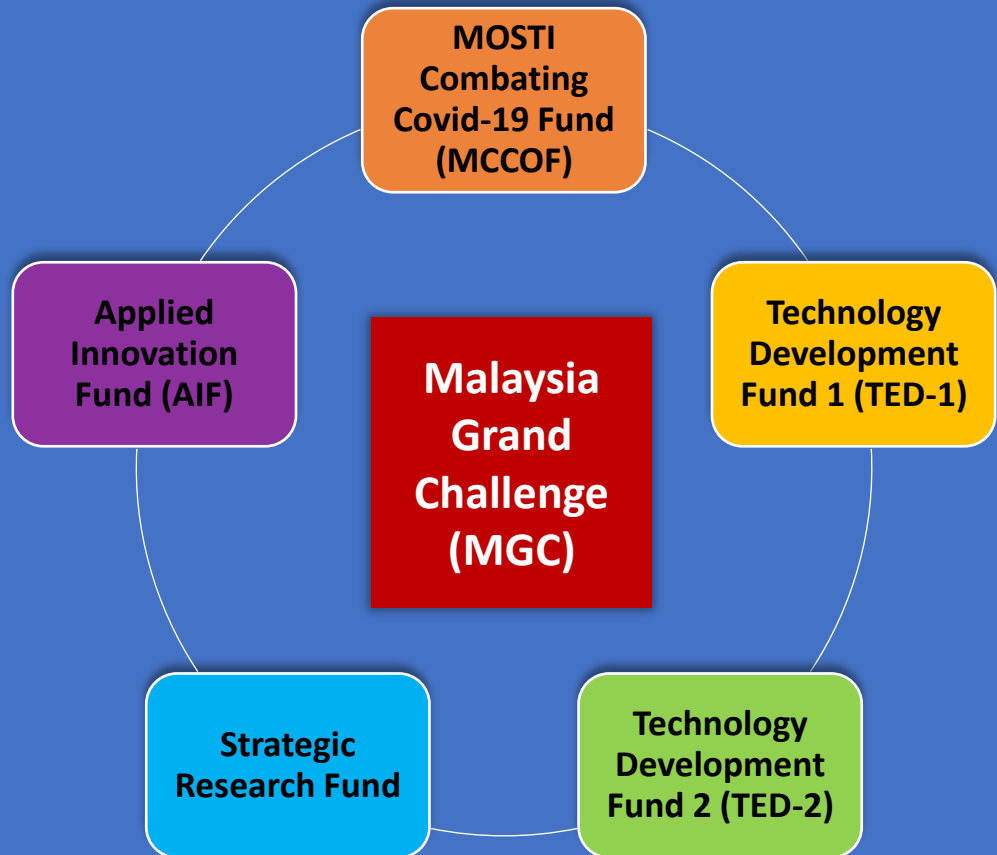 MOSTI
Combating
Covid-19 Fund
(MCCOF)
Applied
Innovation
Fund (AIF)
Technology
Development
Fund 1 (TED-1)
Malaysia
Grand
Challenge
(MGC)
Strategic
Research Fund
Technology
Development
Fund 2 (TED-2)